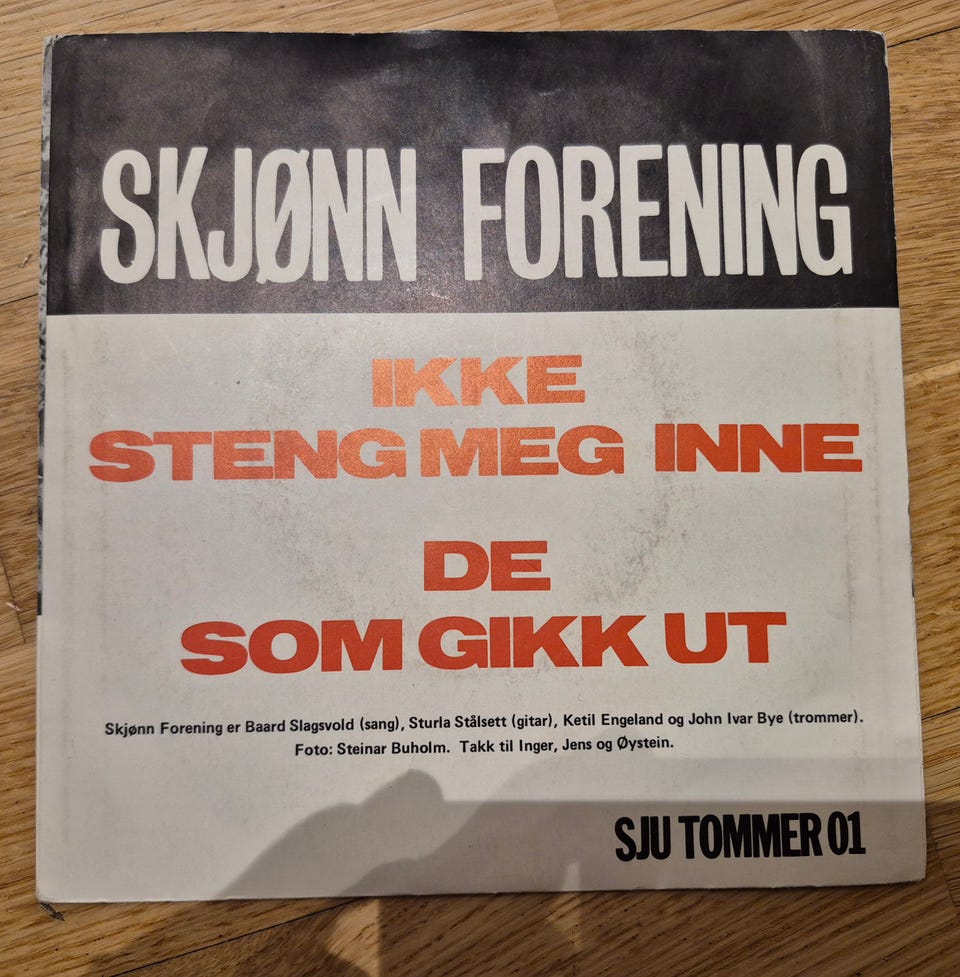 SKJØNN FORENING
IKKE
STENG MEG INNE
DE
SOM GIKK UT
Skjønn Forening er Baard Slagsvold (sang), Sturla Stålsett (gitar), Ketil Engeland og John Ivar Bye (trommer).
Foto: Steinar Buholm. Takk til Inger, Jens og Øystein.
SJU TOMMER 01